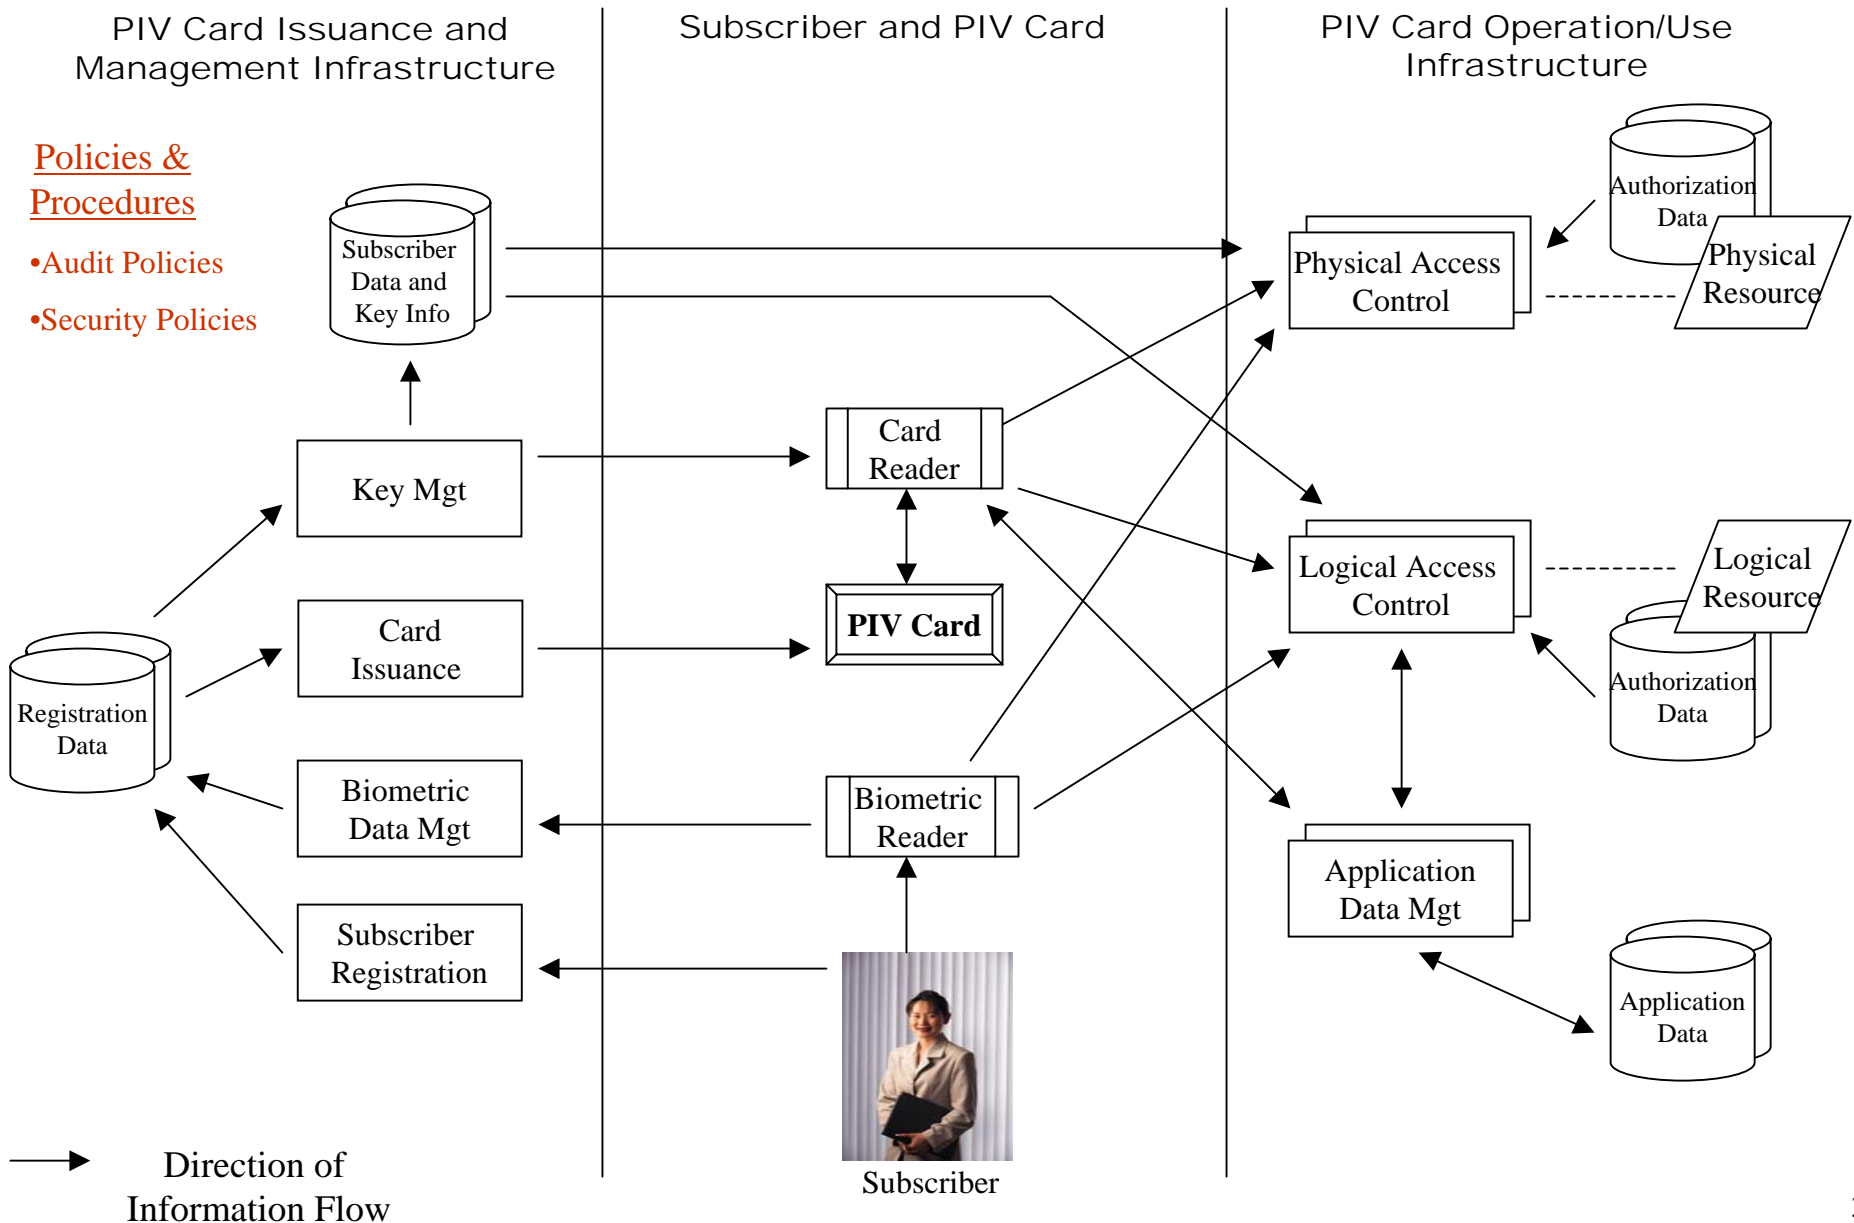 PIV Card Issuance and
Management Infrastructure
Subscriber and PIV Card
PIV Card Operation/Use
Infrastructure
Policies &
Procedures
•Audit Policies
•Security Policies
Subscriber
Data and
Key Info
Key Mgt
Card
Issuance
Registration
Data
Biometric
Data Mgt
Subscriber
Registration
Card
Reader
PIV Card
Biometric
Reader
Subscriber
Authorization
Data
Physical
Resource
Physical Access
Control
Logical Access
Control
Logical
Resource
Authorization
Data
Application
Data Mgt
Application
Data
Direction of
Information Flow